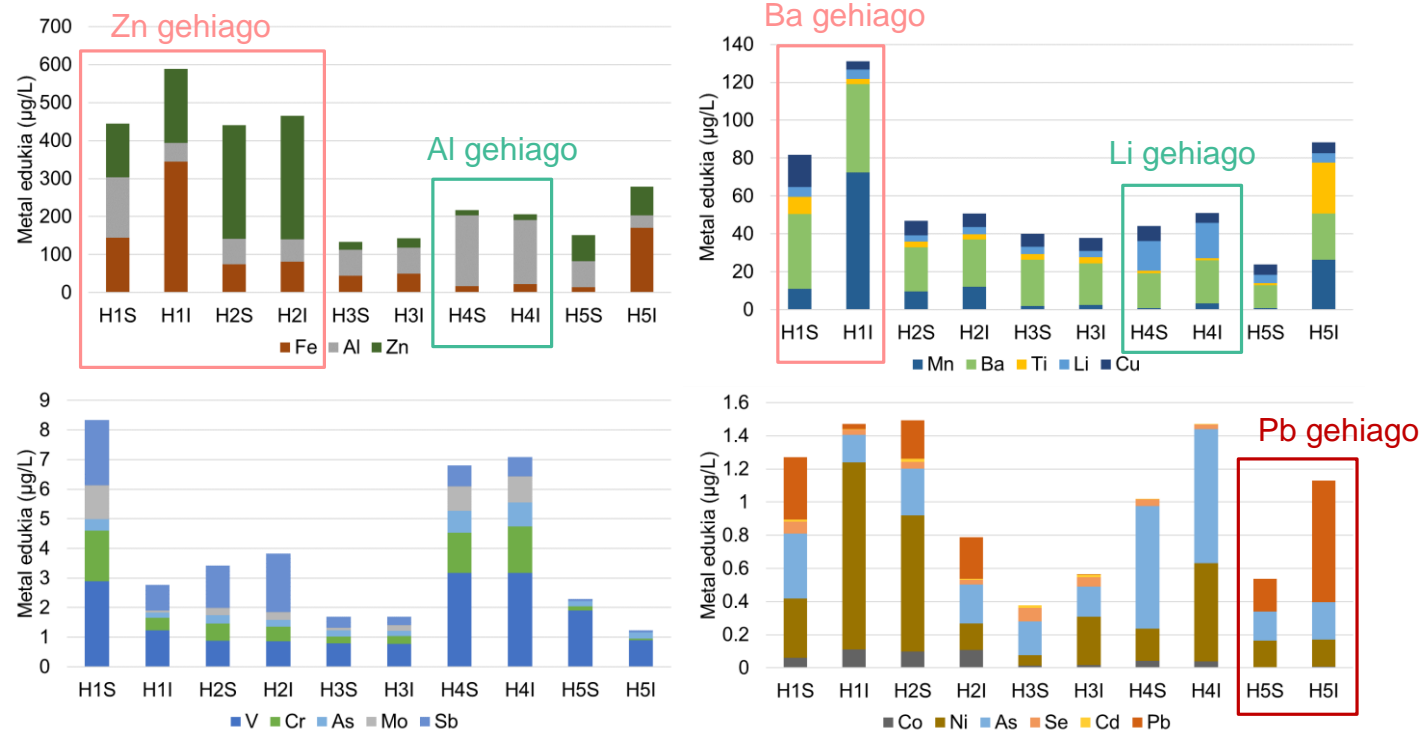 Zn gehiago
Metal edukia (µg/L)
700
600
500
400
300
200
100
0
Al gehiago
H1S H1I H2S H2I H3S H3I H4S H4I H5S H5I
Fe Al Zn
Ba gehiago
Metal edukia (µg/L)
140
120
100
80
60
40
20
0
Li gehiago
H1S H1I H2S H2I H3S H3I H4S H4I H5S H5I
Mn Ba Ti Li Cu
Metal edukia (µg/L)
9
8
7
6
5
4
3
2
1
0
H1S H1I H2S H2I H3S H3I H4S H4I H5S H5I
V Cr As Mo Sb
Metal edukia (µg/L)
1.6
1.4
1.2
1
0.8
0.6
0.4
0.2
0
Pb gehiago
H1S H1I H2S H2I H3S H3I H4S H4I H5S H5I
Co Ni As Se Cd Pb